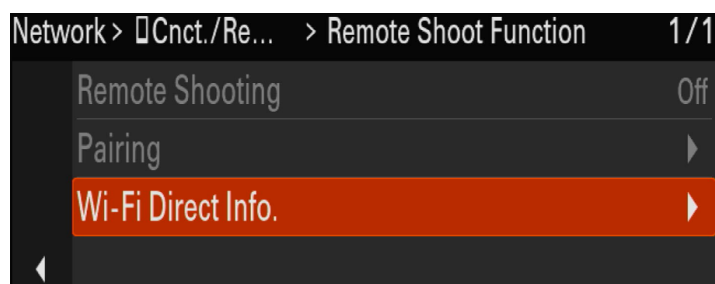 Network > ▯Cnct./Re... > Remote Shoot Function 1/1
Remote Shooting Off
Pairing
Wi-Fi Direct Info.